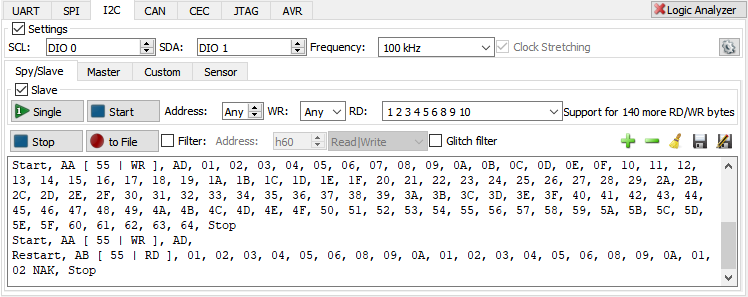 UART SPI I2C CAN CEC JTAG AVR Logic Analyzer
Settings
SCL: DIO 0 SDA: DIO 1 Frequency: 100 kHz Clock Stretching
Spy/Slave Master Custom Sensor
Slave
1 Single Start Address: Any WR: Any RD: 1 2 3 4 5 6 8 9 10 Support for 140 more RD/WR bytes
Stop to File Filter: Address: h60 Read|Write Glitch filter
Start, AA [ 55 | WR ], AD, 01, 02, 03, 04, 05, 06, 07, 08, 09, 0A, 0B, 0C, 0D, 0E, 0F, 10, 11, 12,
13, 14, 15, 16, 17, 18, 19, 1A, 1B, 1C, 1D, 1E, 1F, 20, 21, 22, 23, 24, 25, 26, 27, 28, 29, 2A, 2B,
2C, 2D, 2E, 2F, 30, 31, 32, 33, 34, 35, 36, 37, 38, 39, 3A, 3B, 3C, 3D, 3E, 3F, 40, 41, 42, 43, 44,
45, 46, 47, 48, 49, 4A, 4B, 4C, 4D, 4E, 4F, 50, 51, 52, 53, 54, 55, 56, 57, 58, 59, 5A, 5B, 5C, 5D,
5E, 5F, 60, 61, 62, 63, 64, Stop
Start, AA [ 55 | WR ], AD,
Restart, AB [ 55 | RD ], 01, 02, 03, 04, 05, 06, 08, 09, 0A, 01, 02, 03, 04, 05, 06, 08, 09, 0A, 01,
02 NAK, Stop